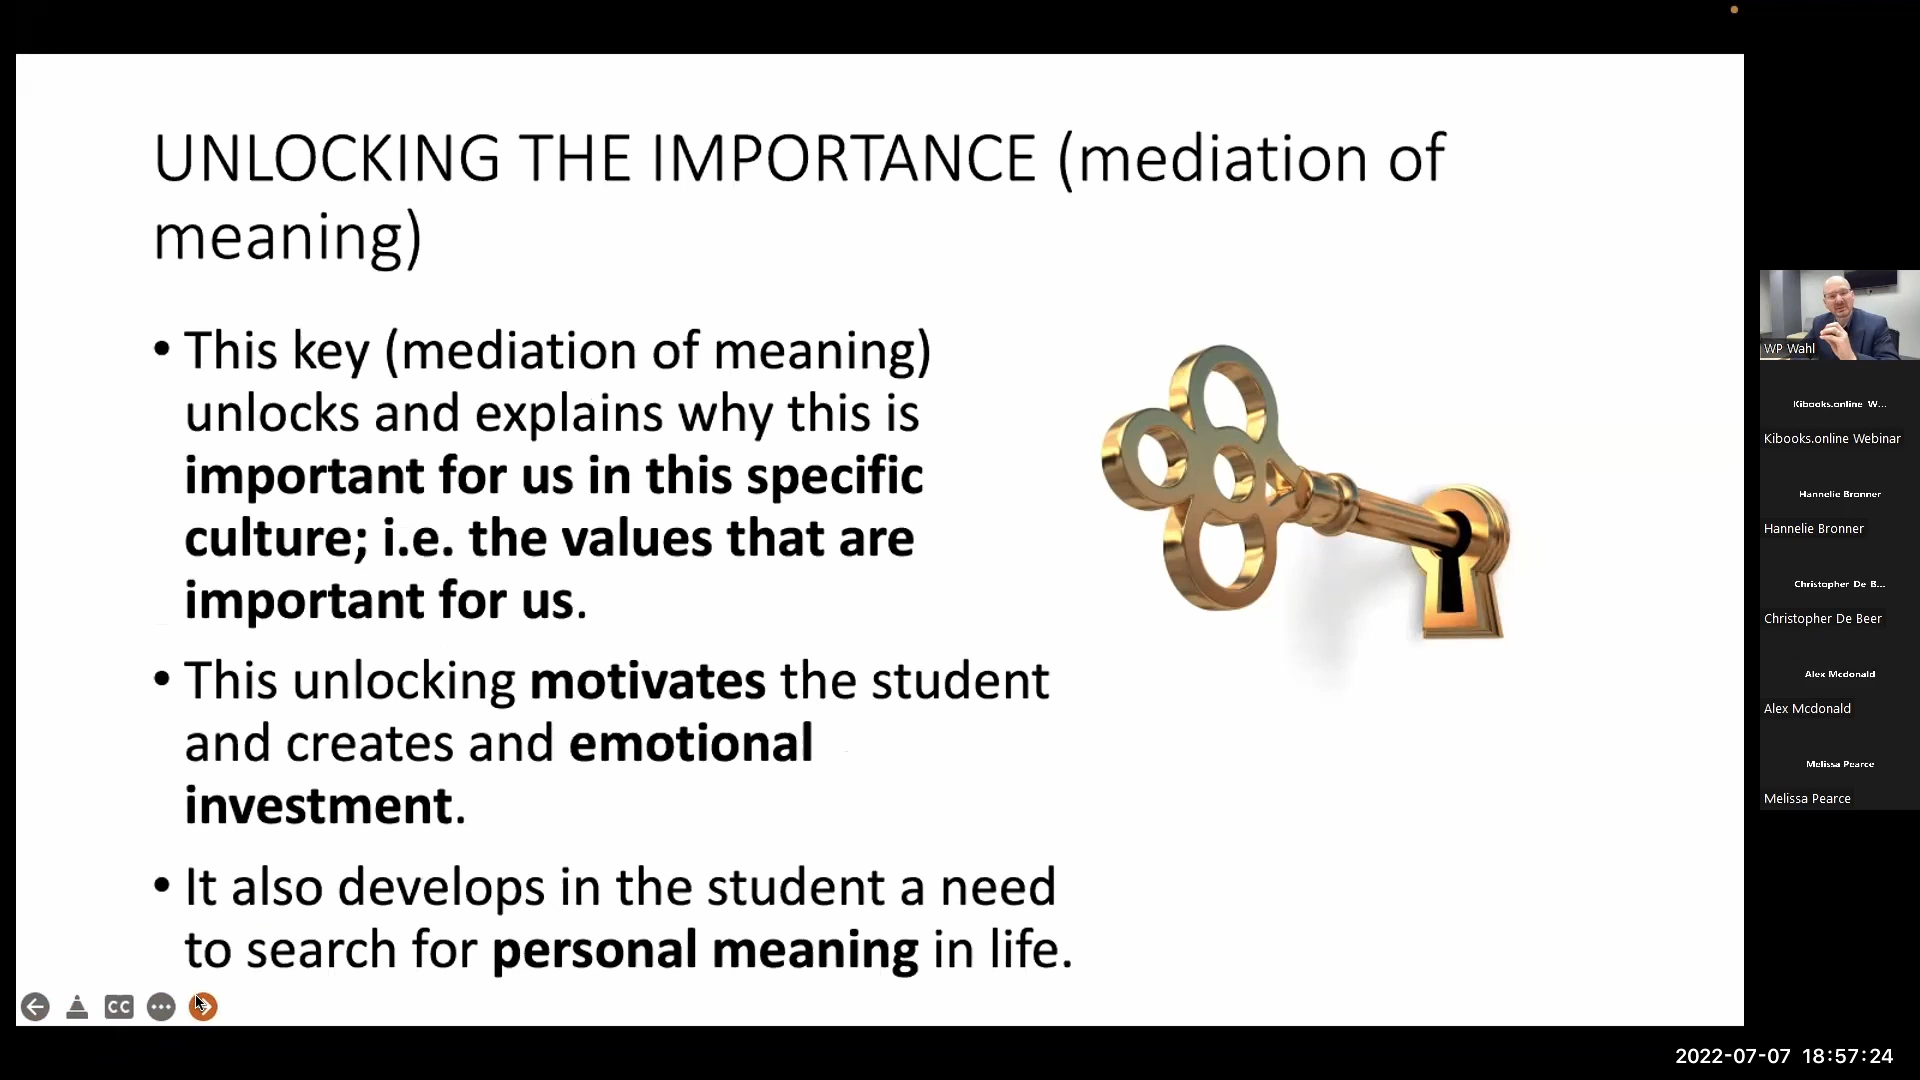 UNLOCKING THE IMPORTANCE (mediation of
meaning)
• This key (mediation of meaning)
unlocks and explains why this is
important for us in this specific
culture; i.e. the values that are
important for us.
• This unlocking motivates the student
and creates and emotional
investment.
• It also develops in the student a need
to search for personal meaning in life.
CC
WP Wahl
Kibooks.online W...
Kibooks.online Webinar
Hannelie Bronner
Hannelie Bronner
Christopher De B...
Christopher De Beer
Alex Mcdonald
Alex Mcdonald
Melissa Pearce
Melissa Pearce
2022-07-07 18:57:24